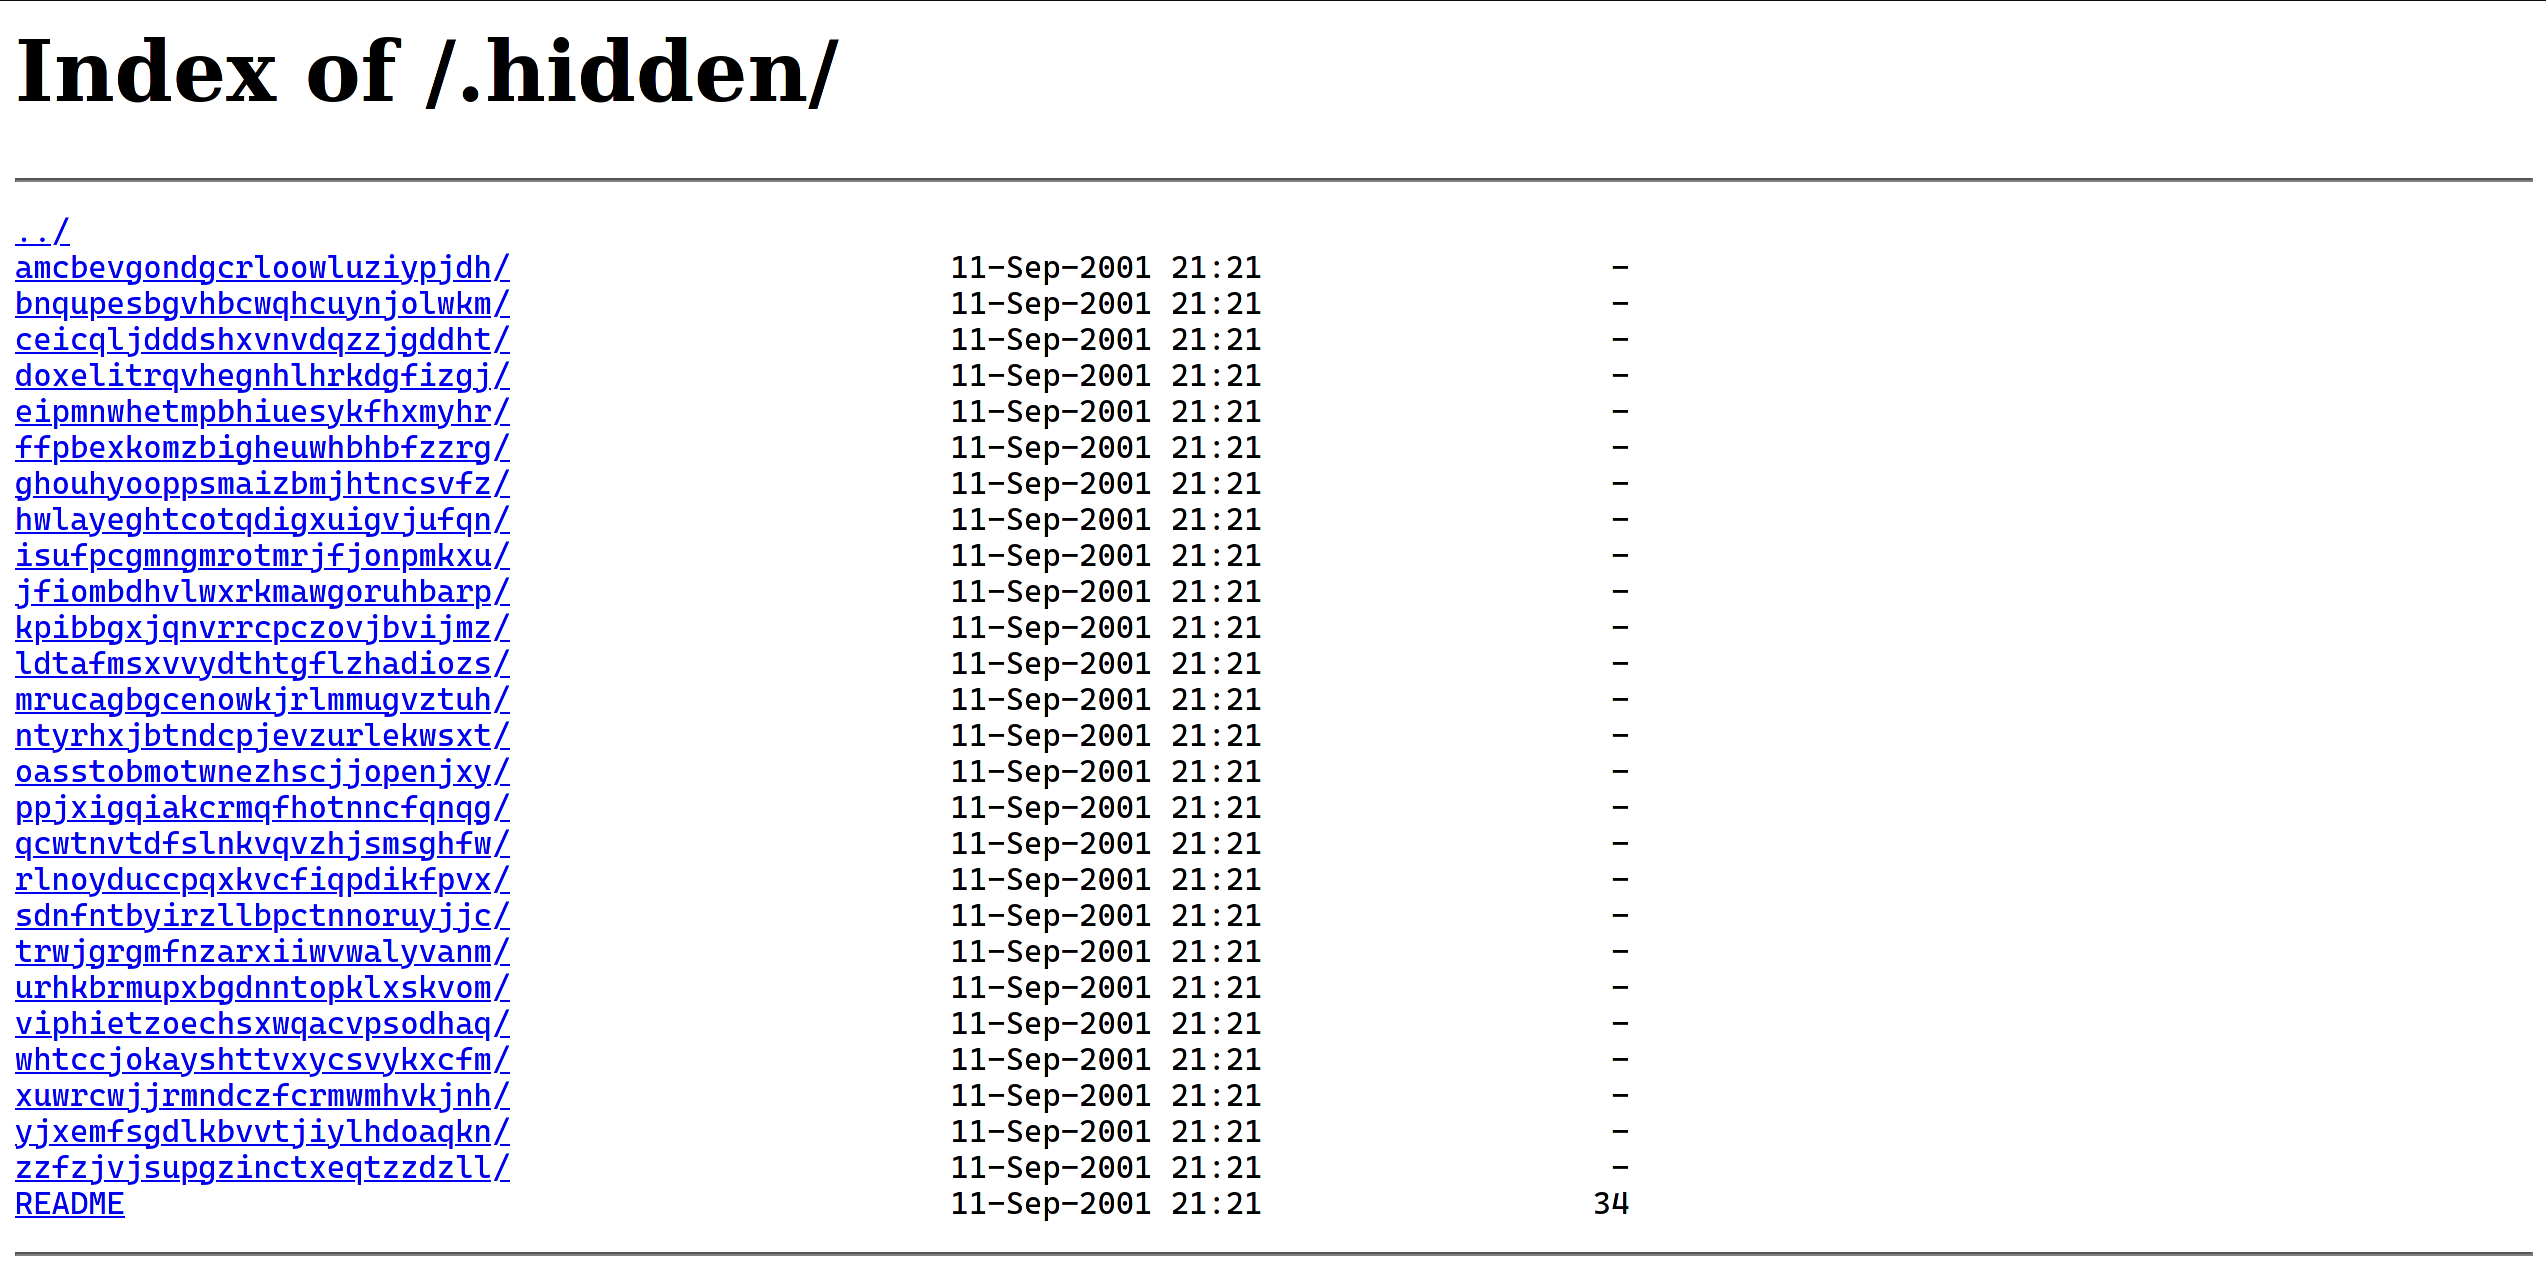 Index of /.hidden/
../
amcbevgondgcrloowluziypjdh/ 11-Sep-2001 21:21 -
bnqupesbgvhbcwqhcuynjolwkm/ 11-Sep-2001 21:21 -
ceicqljdddshxvnvdqzzjgddht/ 11-Sep-2001 21:21 -
doxelitrqvhegnhlhrkdgfizgj/ 11-Sep-2001 21:21 -
eipmnwhetmpbhiuesykfhxmyhr/ 11-Sep-2001 21:21 -
ffpbexkomzbigheuwhbhbfzzrg/ 11-Sep-2001 21:21 -
ghouhyooppsmaizbmjhtncsvfz/ 11-Sep-2001 21:21 -
hwlayeghtcotqdigxuigvjufqn/ 11-Sep-2001 21:21 -
isufpcgmngmrotmrjfjonpmkxu/ 11-Sep-2001 21:21 -
jfiombdhvlwxrkmawgoruhbarp/ 11-Sep-2001 21:21 -
kpibbgxjqnvrrcpczovjbvijmz/ 11-Sep-2001 21:21 -
ldtafmsxvvydthtgflzhadiozs/ 11-Sep-2001 21:21 -
mrucagbgcenowkjrlmmugvztuh/ 11-Sep-2001 21:21 -
ntyrhxjbtndcpjevzurlekwsxt/ 11-Sep-2001 21:21 -
oasstobmotwnezhscjjopenjxy/ 11-Sep-2001 21:21 -
ppjxigqiakcrmqfhotnncfqnqg/ 11-Sep-2001 21:21 -
qcwtnvtdfslnkvqvzhjsmsghfw/ 11-Sep-2001 21:21 -
rlnoyduccpqxkvcfiqpdikfpvx/ 11-Sep-2001 21:21 -
sdnfntbyirzllbpctnnoruyjjc/ 11-Sep-2001 21:21 -
trwjgrgmfnzarxiiwvwalyvanm/ 11-Sep-2001 21:21 -
urhkbrmupxbgdnntopklxskvom/ 11-Sep-2001 21:21 -
viphietzoechsxwqacvpsodhaq/ 11-Sep-2001 21:21 -
whtccjokayshttvxycsvykxcfm/ 11-Sep-2001 21:21 -
xuwrcwjjrmndczfcrmwmhvkjnh/ 11-Sep-2001 21:21 -
yjxemfsgdlkbvvtjiylhdoaqkn/ 11-Sep-2001 21:21 -
zzfzjvjsupgzinctxeqtzzdzll/ 11-Sep-2001 21:21 -
README 11-Sep-2001 21:21 34